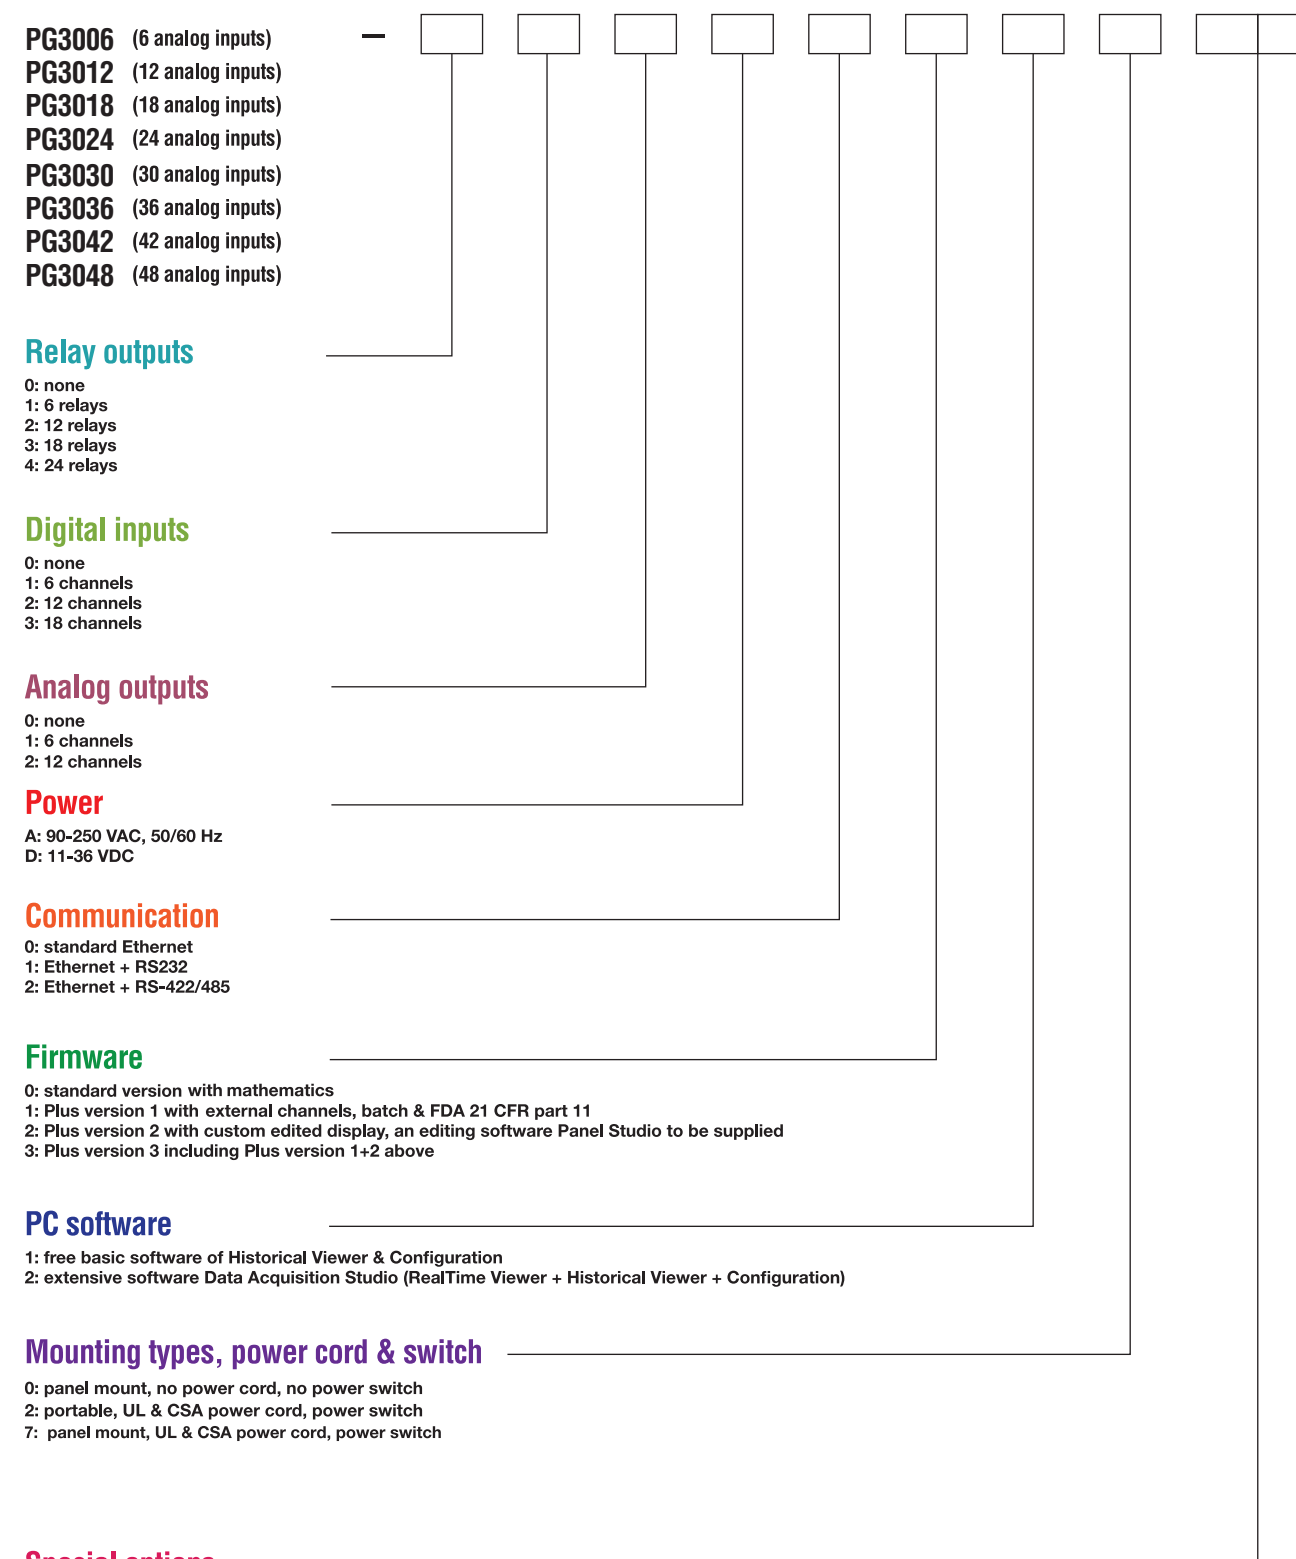 PG3006 (6 analog inputs) –
PG3012 (12 analog inputs)
PG3018 (18 analog inputs)
PG3024 (24 analog inputs)
PG3030 (30 analog inputs)
PG3036 (36 analog inputs)
PG3042 (42 analog inputs)
PG3048 (48 analog inputs)
Relay outputs
0: none
1: 6 relays
2: 12 relays
3: 18 relays
4: 24 relays
Digital inputs
0: none
1: 6 channels
2: 12 channels
3: 18 channels
Analog outputs
0: none
1: 6 channels
2: 12 channels
Power
A: 90-250 VAC, 50/60 Hz
D: 11-36 VDC
Communication
0: standard Ethernet
1: Ethernet + RS232
2: Ethernet + RS-422/485
Firmware
0: standard version with mathematics
1: Plus version 1 with external channels, batch & FDA 21 CFR part 11
2: Plus version 2 with custom edited display, an editing software Panel Studio to be supplied
3: Plus version 3 including Plus version 1+2 above
PC software
1: free basic software of Historical Viewer & Configuration
2: extensive software Data Acquisition Studio (RealTime Viewer + Historical Viewer + Configuration)
Mounting types, power cord & switch
0: panel mount, no power cord, no power switch
2: portable, UL & CSA power cord, power switch
7: panel mount, UL & CSA power cord, power switch
Special options